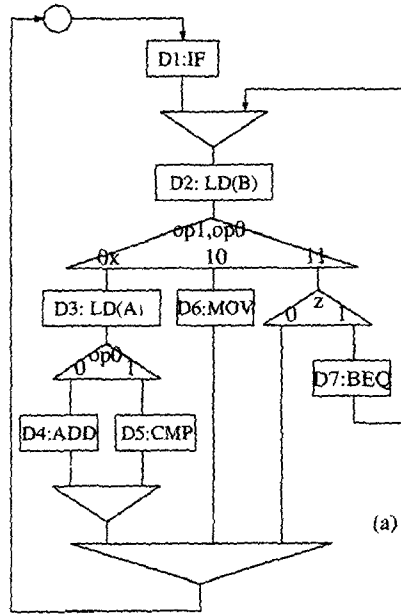 D1:IF
D2: LD(B)
op1,op0
0x 10 11
D3: LD(A) D6:MOV z
0 1
op0
0 1
D7:BEQ
D4:ADD D5:CMP
(a)